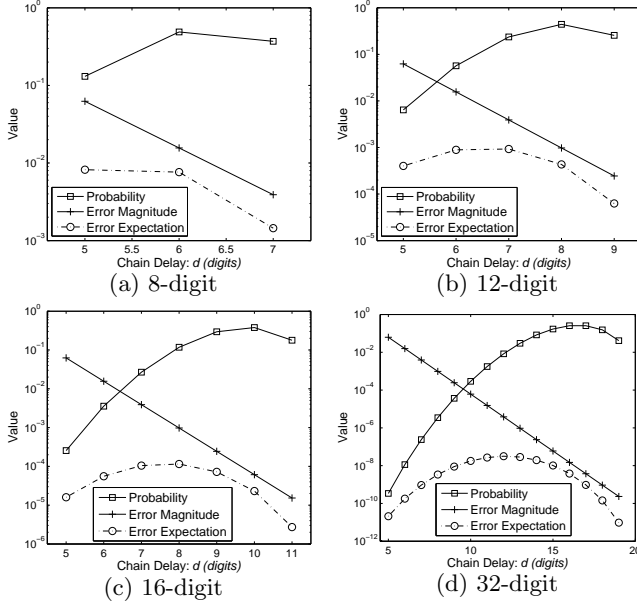 10^0
10^-1
10^-2
10^-3
Value
Probability
Error Magnitude
Error Expectation
5 5.5 6 6.5 7
Chain Delay: d (digits)
(a) 8-digit
10^0
10^-1
10^-2
10^-3
10^-4
10^-5
Value
Probability
Error Magnitude
Error Expectation
5 6 7 8 9
Chain Delay: d (digits)
(b) 12-digit
10^0
10^-1
10^-2
10^-3
10^-4
10^-5
10^-6
Value
Probability
Error Magnitude
Error Expectation
5 6 7 8 9 10 11
Chain Delay: d (digits)
(c) 16-digit
10^0
10^-2
10^-4
10^-6
10^-8
10^-10
10^-12
Value
Probability
Error Magnitude
Error Expectation
5 10 15 20
Chain Delay: d (digits)
(d) 32-digit